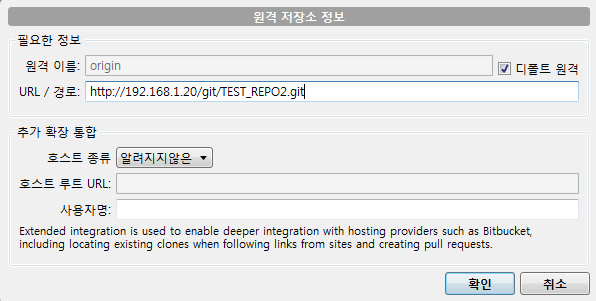 원격 저장소 정보
필요한 정보
원격 이름: origin 디폴트 원격
URL / 경로: http://192.168.1.20/git/TEST_REPO2.git
추가 확장 통합
호스트 종류 알려지지않은
호스트 루트 URL:
사용자명:
Extended integration is used to enable deeper integration with hosting providers such as Bitbucket,
including locating existing clones when following links from sites and creating pull requests.
확인 취소